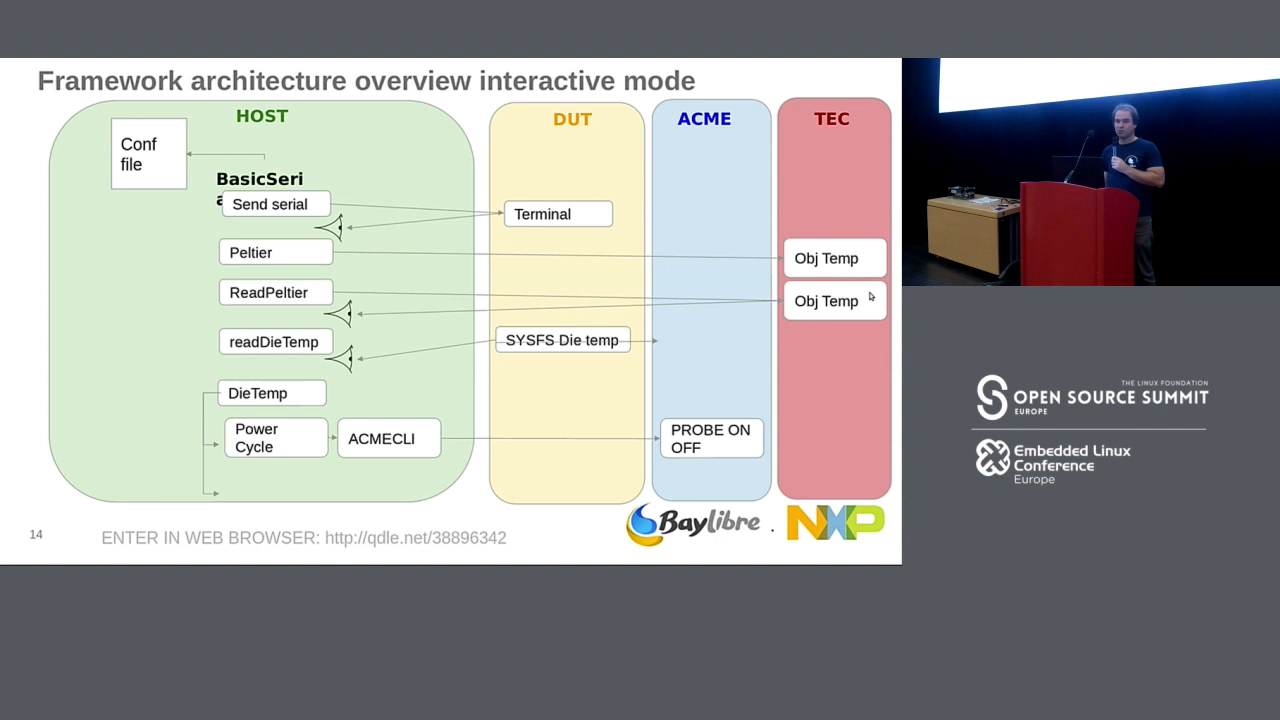 Framework architecture overview interactive mode
HOST
DUT
ACME
TEC
Conf
file
BasicSeri
Send serial
Terminal
Peltier
Obj Temp
ReadPeltier
Obj Temp
readDieTemp
SYSFS Die temp
DieTemp
Power
Cycle
ACMECLI
PROBE ON
OFF
14
ENTER IN WEB BROWSER: http://qdle.net/38896342
Baylibre
.
NXP
THE LINUX FOUNDATION
OPEN SOURCE SUMMIT
EUROPE
Embedded Linux
Conference
Europe